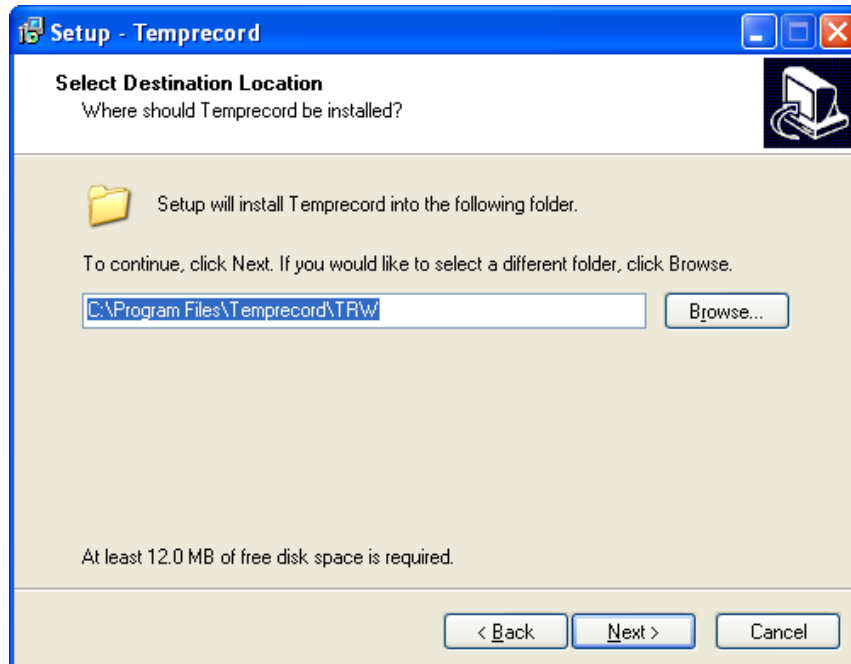 Setup - Temprecord
Select Destination Location
Where should Temprecord be installed?
Setup will install Temprecord into the following folder.
To continue, click Next. If you would like to select a different folder, click Browse.
C:\Program Files\Temprecord\TRW
Browse...
At least 12.0 MB of free disk space is required.
< Back
Next >
Cancel